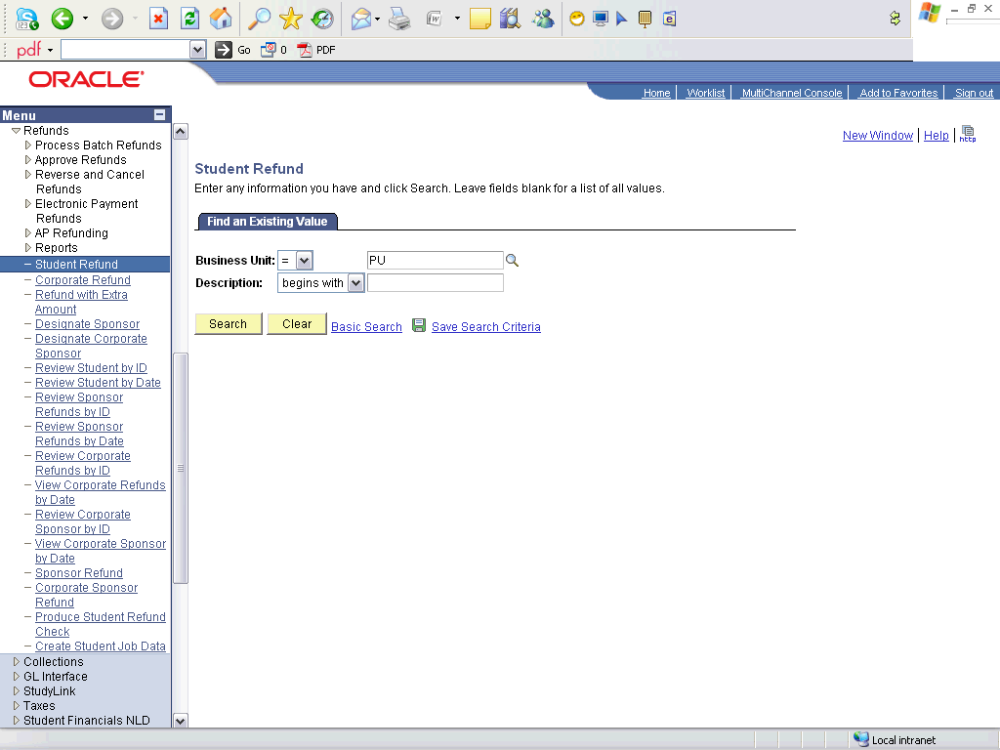 pdf
Go
0
PDF
ORACLE
Home
Worklist
MultiChannel Console
Add to Favorites
Sign out
New Window
Help
http
Menu
Refunds
Process Batch Refunds
Approve Refunds
Reverse and Cancel
Refunds
Electronic Payment
Refunds
AP Refunding
Reports
Student Refund
Corporate Refund
Refund with Extra
Amount
Designate Sponsor
Designate Corporate
Sponsor
Review Student by ID
Review Student by Date
Review Sponsor
Refunds by ID
Review Sponsor
Refunds by Date
Review Corporate
Refunds by ID
View Corporate Refunds
by Date
Review Corporate
Sponsor by ID
View Corporate Sponsor
by Date
Sponsor Refund
Corporate Sponsor
Refund
Produce Student Refund
Check
Create Student Job Data
Collections
GL Interface
StudyLink
Taxes
Student Financials NLD
Student Refund
Enter any information you have and click Search. Leave fields blank for a list of all values.
Find an Existing Value
Business Unit: = PU
Description: begins with
Search Clear Basic Search Save Search Criteria
Local intranet